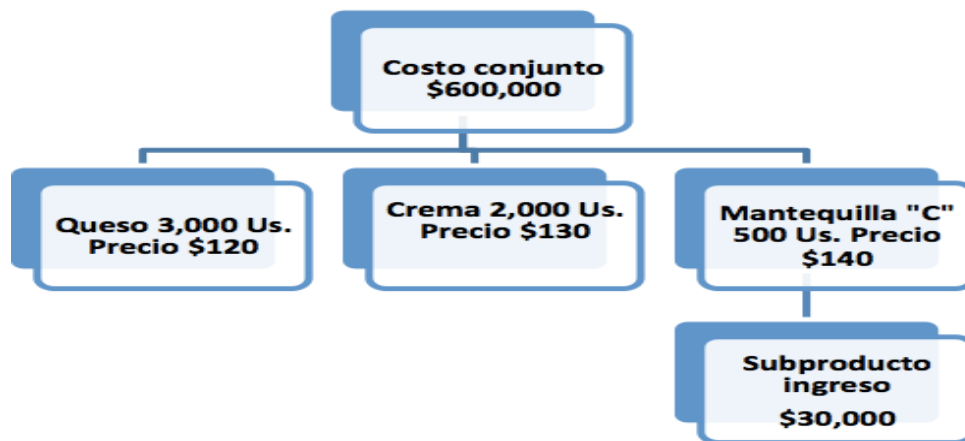 Costo conjunto
$600,000
Queso 3,000 Us.
Precio $120
Crema 2,000 Us.
Precio $130
Mantequilla "C"
500 Us. Precio
$140
Subproducto
ingreso
$30,000